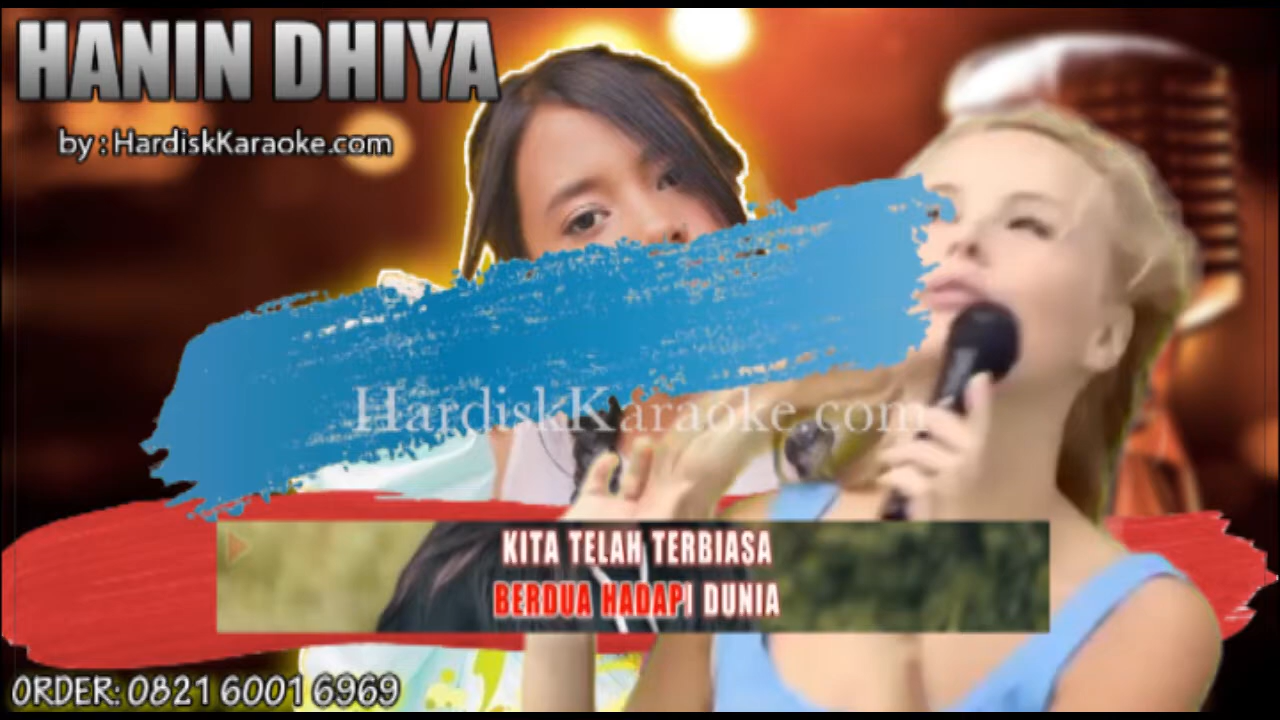 HANIN DHIYA
by : HardiskKaraoke.com
HardiskKaraoke.com
KITA TELAH TERBIASA
BERDUA HADAPI DUNIA
ORDER: 0821 6001 6969